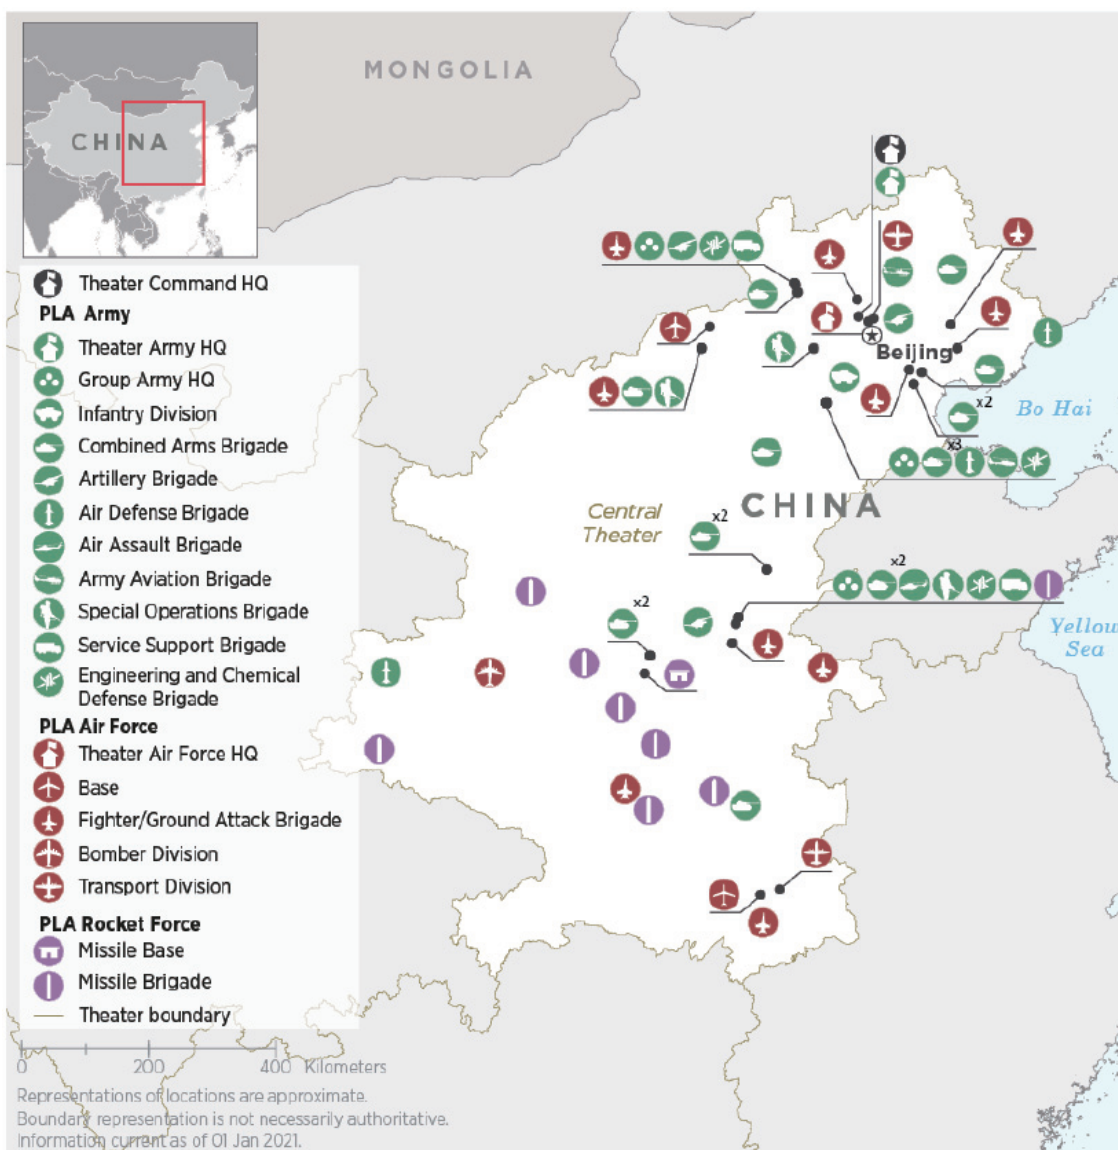 MONGOLIA
CHINA
Theater Command HQ
PLA Army
Theater Army HQ
Group Army HQ
Infantry Division
Combined Arms Brigade
Artillery Brigade
Air Defense Brigade
Air Assault Brigade
Army Aviation Brigade
Special Operations Brigade
Service Support Brigade
Engineering and Chemical
Defense Brigade
PLA Air Force
Theater Air Force HQ
Base
Fighter/Ground Attack Brigade
Bomber Division
Transport Division
PLA Rocket Force
Missile Base
Missile Brigade
Theater boundary
0 200 400 Kilometers
Representations of locations are approximate.
Boundary representation is not necessarily authoritative.
Information current as of 01 Jan 2021.
Beijing
x2
Bo Hai
x3
CHINA
Central
Theater
x2
x2
x2
Yellow
Sea